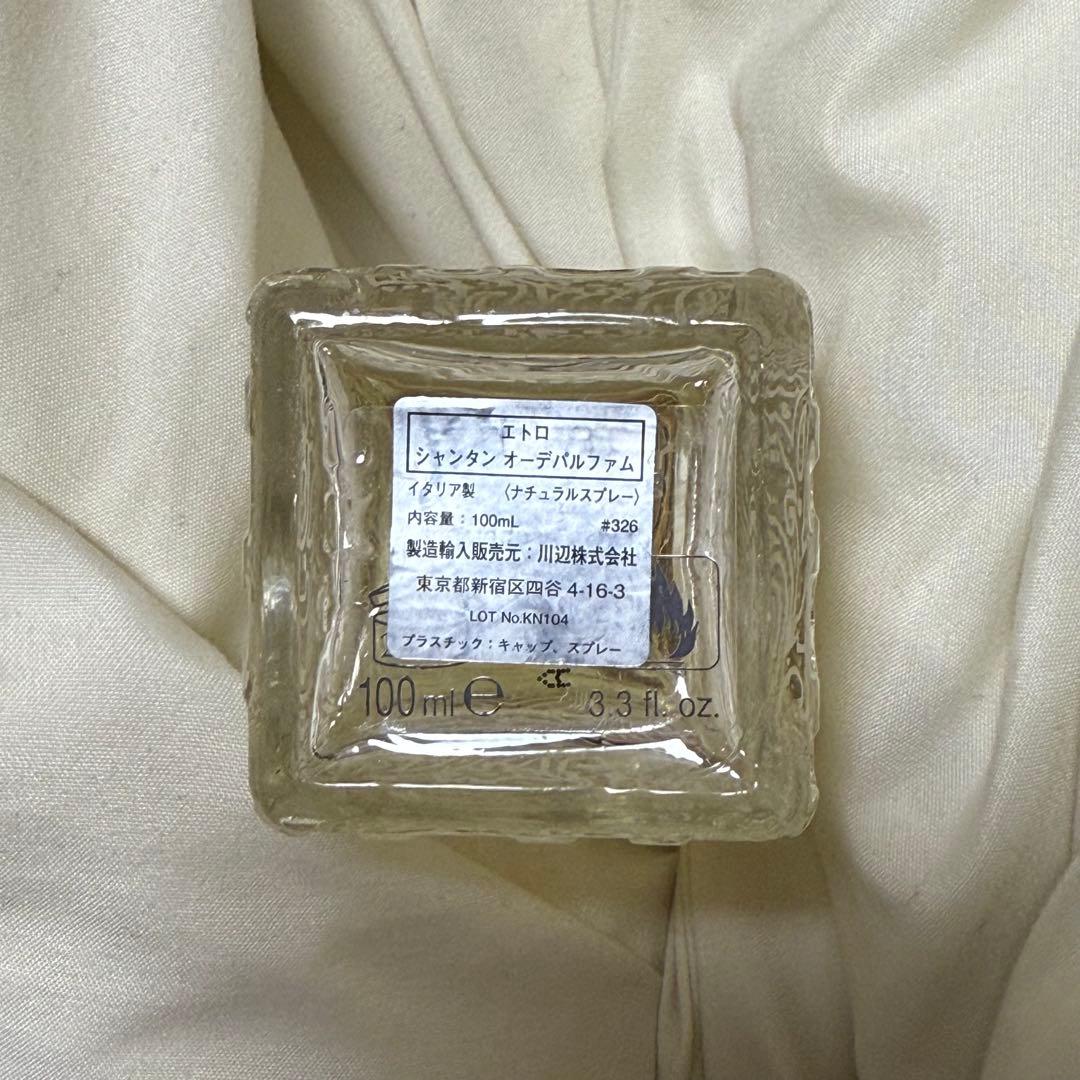 エトロ
シャンタン オーデパルファム
イタリア製 〈ナチュラルスプレー〉
内容量：100mL #326
製造輸入販売元：川辺株式会社
東京都新宿区四谷 4-16-3
LOT No.KN104
プラスチック：キャップ、スプレー
100 ml ℮ 3.3 fl. oz.